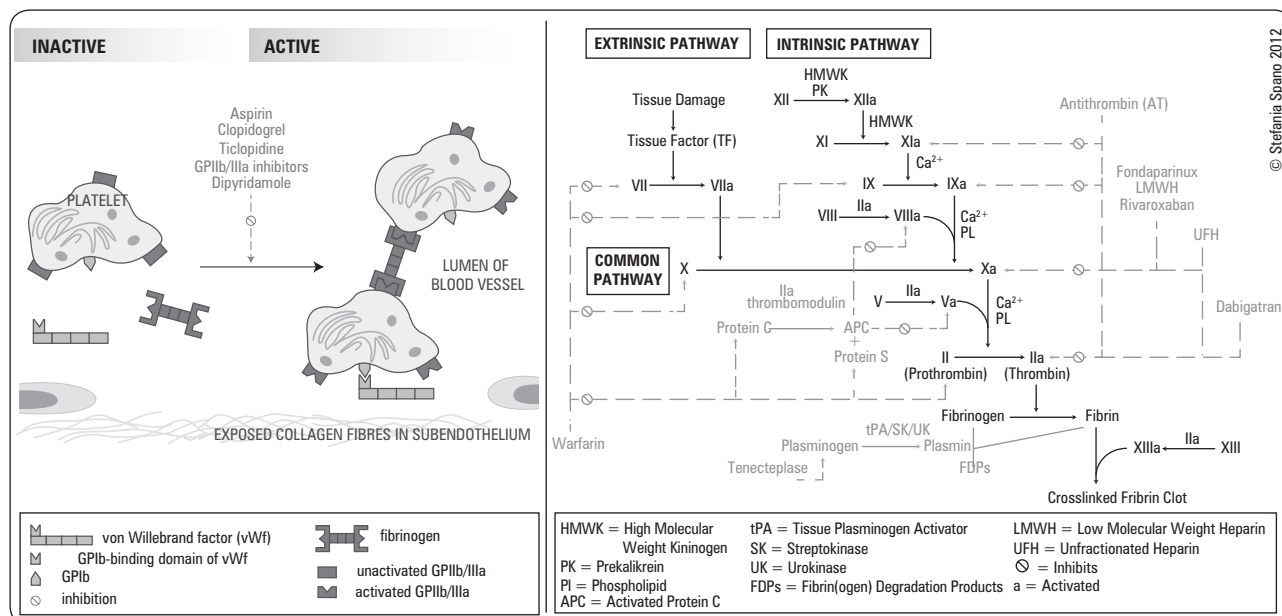 INACTIVE
ACTIVE
Aspirin
Clopidogrel
Ticlopidine
GPIIb/IIIa inhibitors
Dipyridamole
PLATELET
LUMEN OF
BLOOD VESSEL
EXPOSED COLLAGEN FIBRES IN SUBENDOTHELIUM
von Willebrand factor (vWf)
GPIb-binding domain of vWf
GPIb
inhibition
fibrinogen
unactivated GPIIb/IIIa
activated GPIIb/IIIa
EXTRINSIC PATHWAY
INTRINSIC PATHWAY
© Stefania Spano 2012
HMWK
PK
XII
XIIa
Tissue Damage
Antithrombin (AT)
HMWK
Tissue Factor (TF)
XI
XIa
Ca2+
Fondaparinux
LMWH
Rivaroxaban
VII
VIIa
IX
IXa
IIa
VIII
VIIIa
Ca2+
PL
UFH
COMMON
PATHWAY
X
Xa
IIa
thrombomodulin
V
IIa
Va
Ca2+
PL
Dabigatran
Protein C
APC
+
Protein S
II
(Prothrombin)
IIa
(Thrombin)
Fibrinogen
Fibrin
Warfarin
tPA/SK/UK
Plasminogen
Plasmin
XIIIa
IIa
XIII
Tenecteplase
FDPs
Crosslinked Fribrin Clot
HMWK = High Molecular
Weight Kininogen
PK = Prekalikrein
Pl = Phospholipid
APC = Activated Protein C
tPA = Tissue Plasminogen Activator
SK = Streptokinase
UK = Urokinase
FDPs = Fibrin(ogen) Degradation Products
LMWH = Low Molecular Weight Heparin
UFH = Unfractionated Heparin
= Inhibits
a = Activated